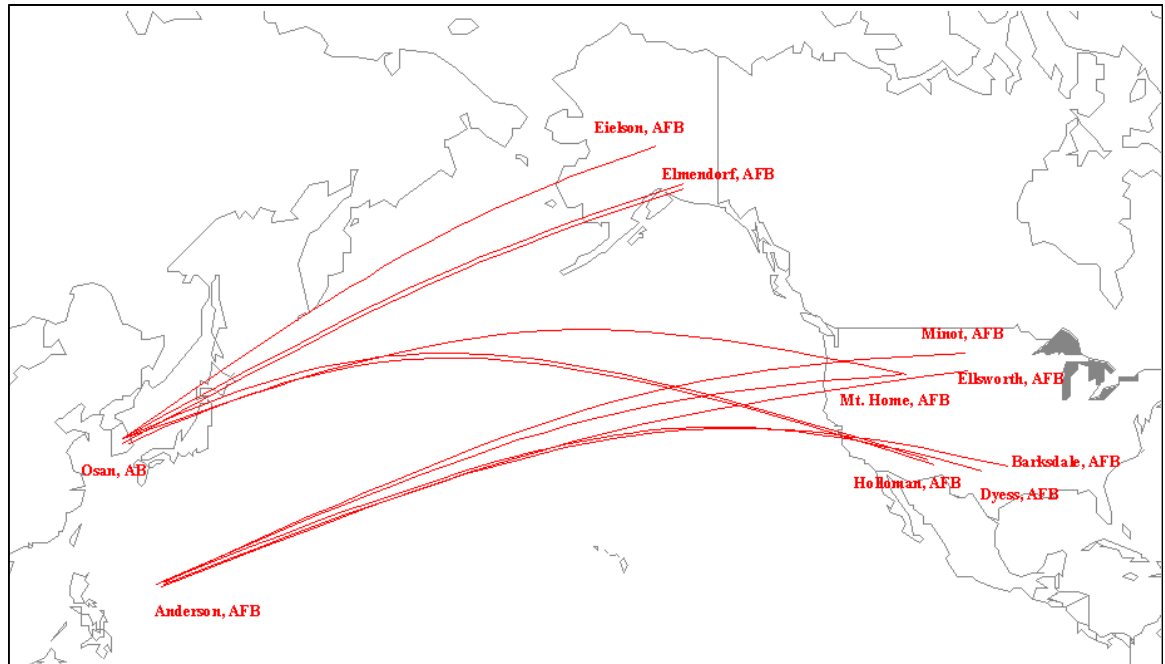 Eielson, AFB
Elmendorf, AFB
Minot, AFB
Ellsworth, AFB
Mt. Home, AFB
Barksdale, AFB
Osan, AB
Holloman, AFB
Dyess, AFB
Anderson, AFB